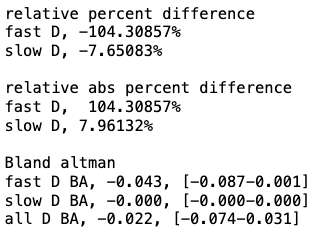 relative percent difference
fast D, -104.30857%
slow D, -7.65083%

relative abs percent difference
fast D,  104.30857%
slow D, 7.96132%

Bland altman
fast D BA, -0.043, [-0.087-0.001]
slow D BA, -0.000, [-0.000-0.000]
all D BA, -0.022, [-0.074-0.031]